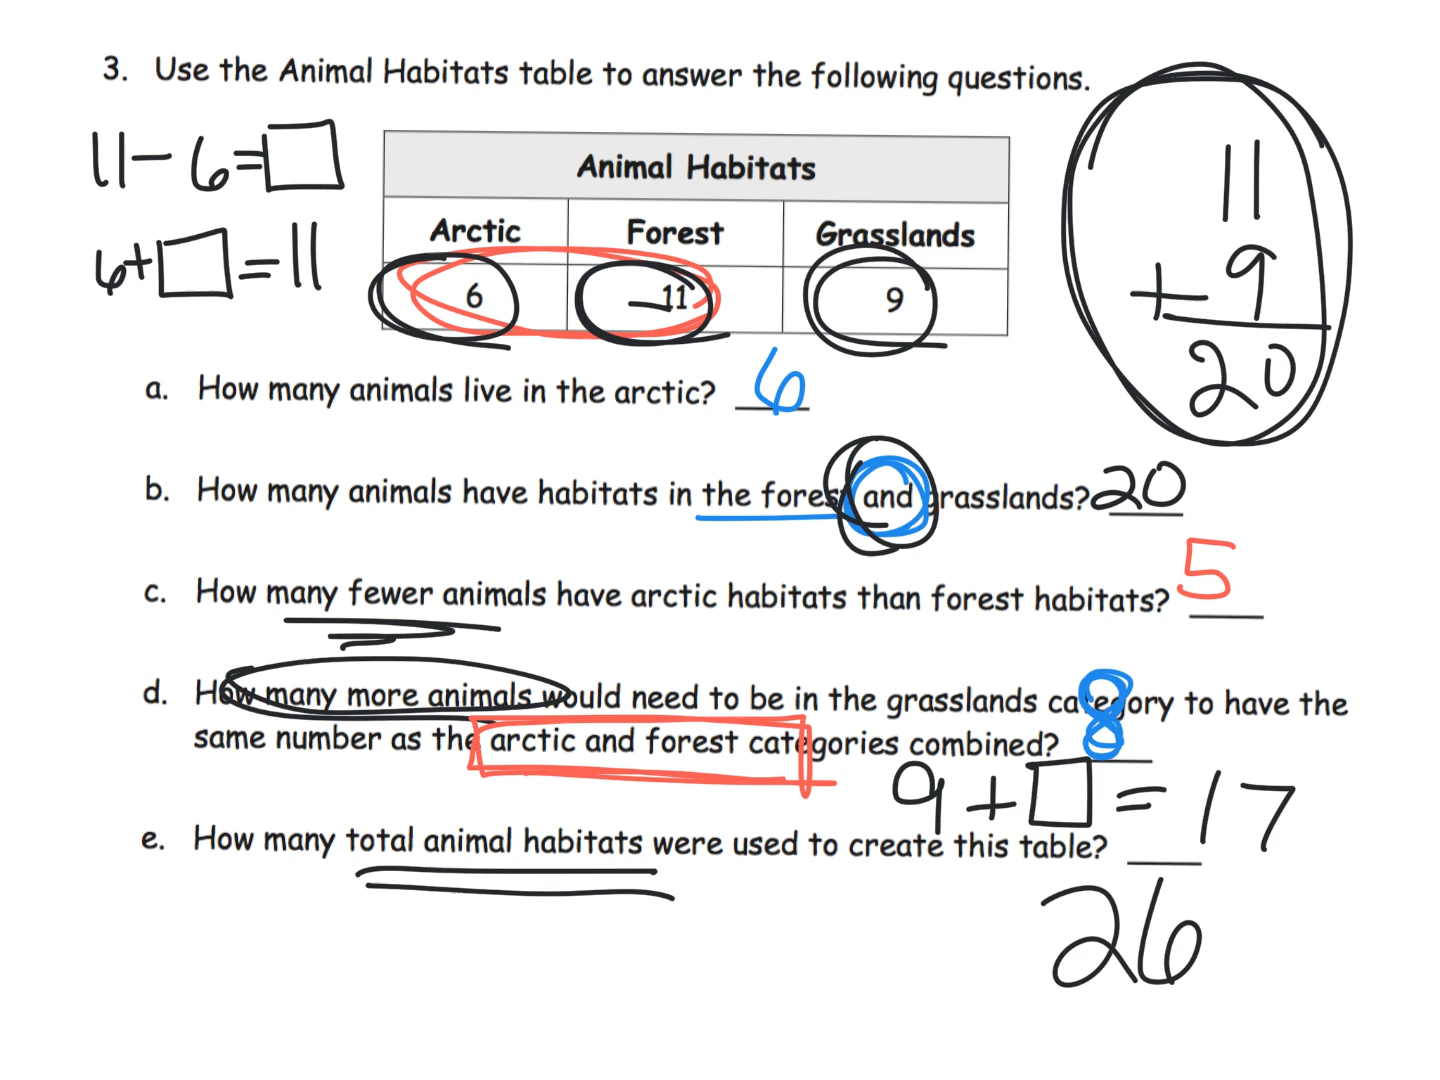 3. Use the Animal Habitats table to answer the following questions.
11 - 6 = □
6 + □ = 11
Animal Habitats
Arctic Forest Grasslands
6 11 9
11
+ 9
20
a. How many animals live in the arctic? 6
b. How many animals have habitats in the forest and grasslands? 20
c. How many fewer animals have arctic habitats than forest habitats? 5
d. How many more animals would need to be in the grasslands category to have the
same number as the arctic and forest categories combined? 8
9 + □ = 17
e. How many total animal habitats were used to create this table?
26